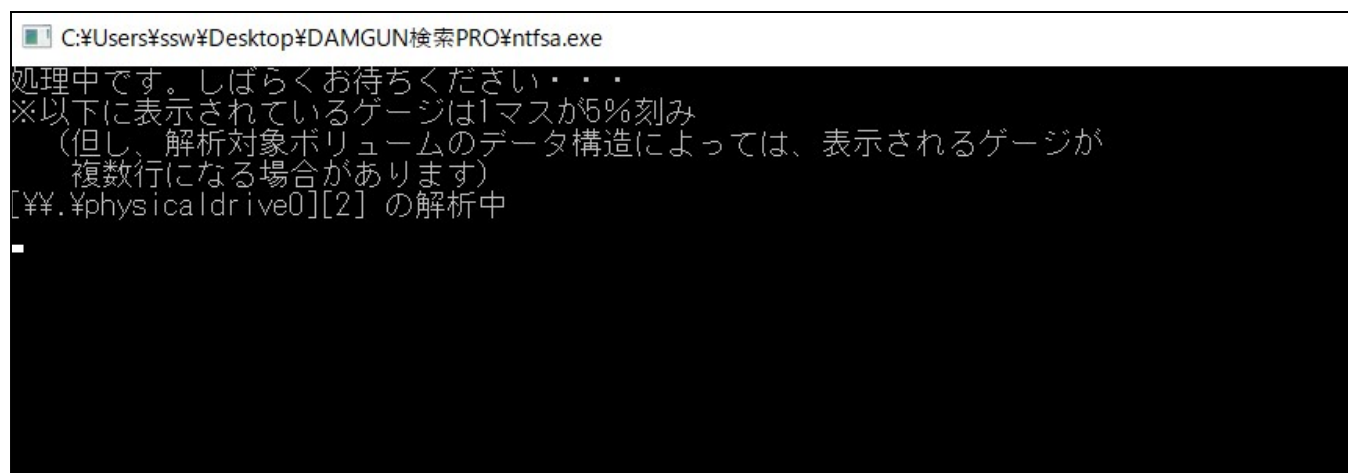 C:¥Users¥ssw¥Desktop¥DAMGUN検索PRO¥ntfsa.exe
処理中です。しばらくお待ちください・・・
※以下に表示されているゲージは1マスが5%刻み
（但し、解析対象ボリュームのデータ構造によっては、表示されるゲージが
複数行になる場合があります）
[¥¥.¥physicaldrive0][2] の解析中